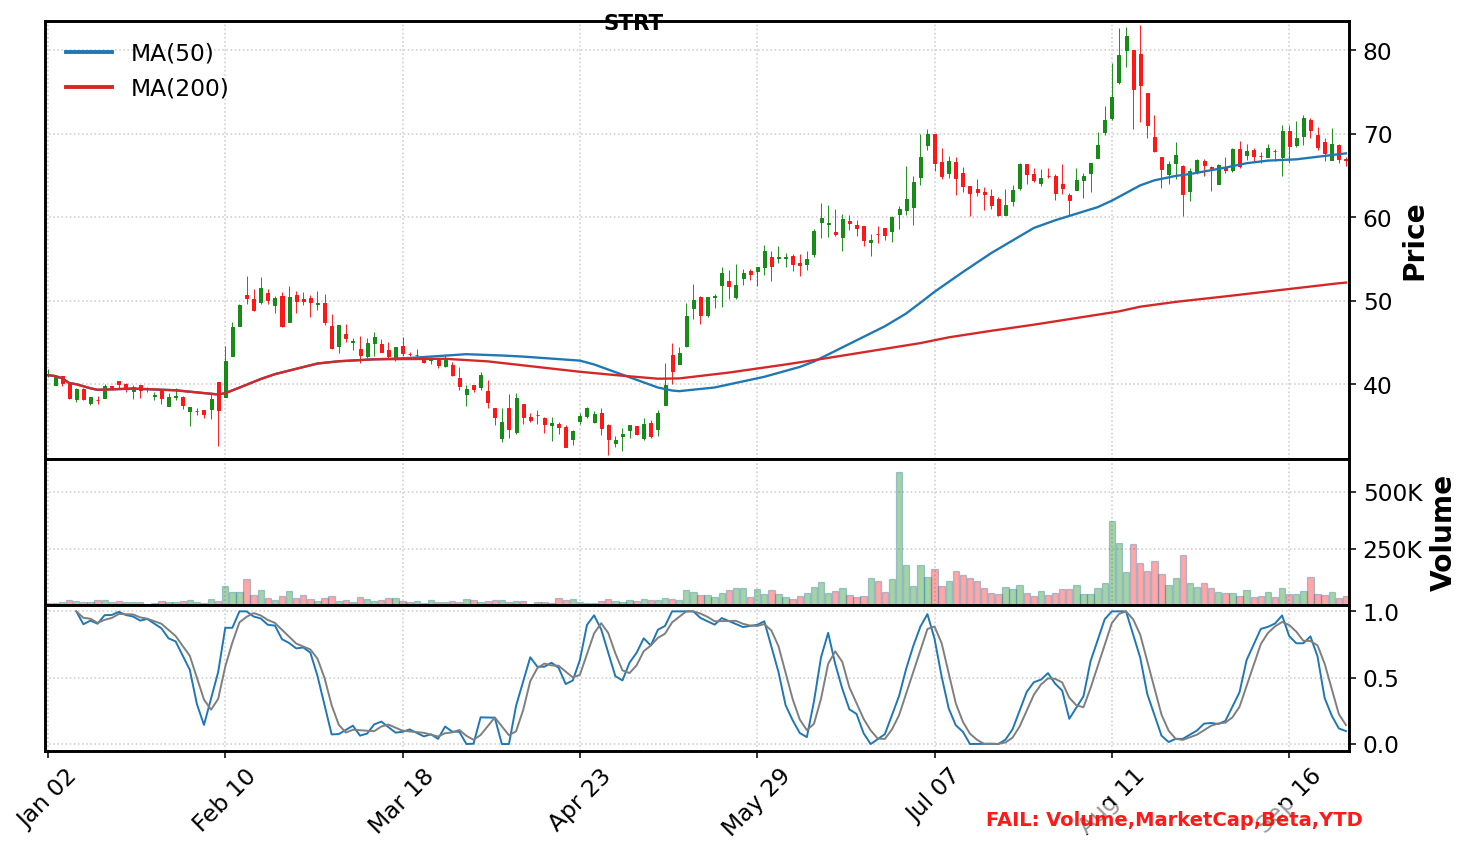 STRT
MA(50)
MA(200)
80
70
60
50
40
Price
500K
250K
Volume
1.0
0.5
0.0
Jan 02
Feb 10
Mar 18
Apr 23
May 29
Jul 07
Aug 11
Sep 16
FAIL: Volume,MarketCap,Beta,YTD